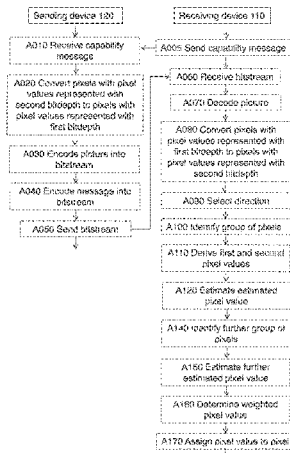 Sending device 120
A010 Receive capability
message
A020 Convert pixels with pixel
values represented with
second bitdepth to pixels with
pixel values represented with
first bitdepth
A030 Encode picture into
bitstream
A040 Encode message into
bitstream
A050 Send bitstream
Receiving device 110
A005 Send capability message
A060 Receive bitstream
A070 Decode picture
A080 Convert pixels with
pixel values represented with
first bitdepth to pixels with
pixel values represented with
second bitdepth
A090 Select direction
A100 Identify group of pixels
A110 Derive first and second
pixel values
A120 Estimate estimated
pixel value
A140 Identify further group of
pixels
A150 Estimate further
estimated pixel value
A160 Determine weighted
pixel value
A170 Assign pixel value to pixel